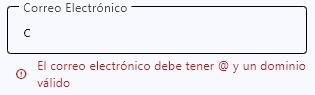 Correo Electrónico
c
El correo electrónico debe tener @ y un dominio
válido